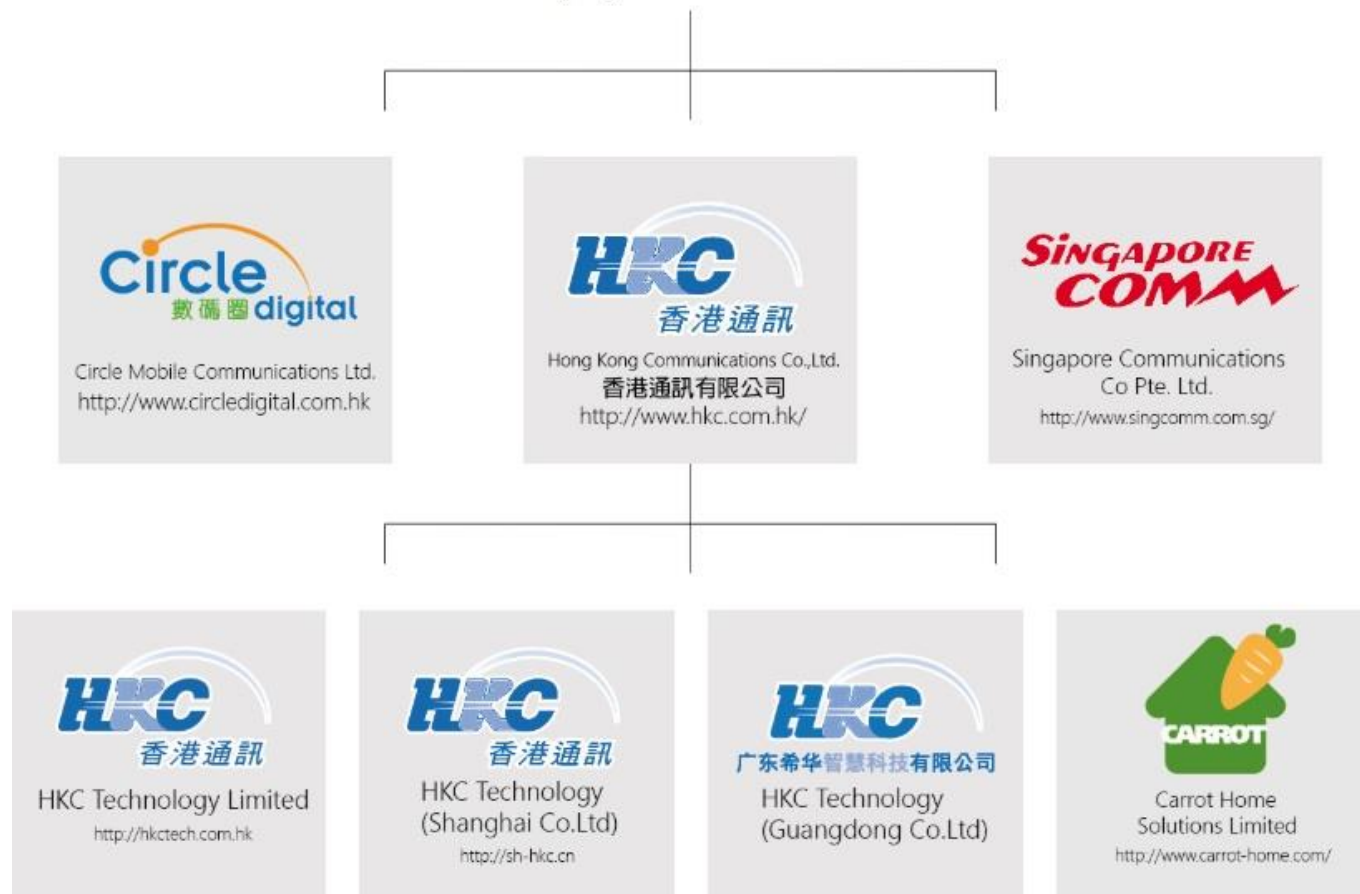 Circle
數碼圈 digital
Circle Mobile Communications Ltd.
http://www.circledigital.com.hk
HKC
香港通訊
Hong Kong Communications Co.,Ltd.
香港通訊有限公司
http://www.hkc.com.hk/
SiNGAPORE
COMM
Singapore Communications
Co Pte. Ltd.
http://www.singcomm.com.sg/
HKC
香港通訊
HKC Technology Limited
http://hkctech.com.hk
HKC
香港通訊
HKC Technology
(Shanghai Co.Ltd)
http://sh-hkc.cn
HKC
广东希华智慧科技有限公司
HKC Technology
(Guangdong Co.Ltd)
CARROT
Carrot Home
Solutions Limited
http://www.carrot-home.com/